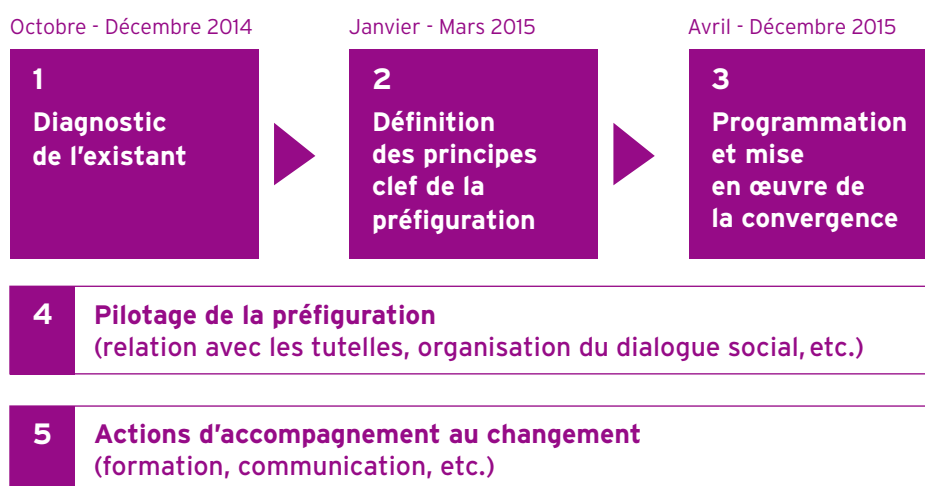 Octobre - Décembre 2014
1
Diagnostic
de l'existant
Janvier - Mars 2015
2
Définition
des principes
clef de la
préfiguration
Avril - Décembre 2015
3
Programmation
et mise
en œuvre de
la convergence
4
Pilotage de la préfiguration
(relation avec les tutelles, organisation du dialogue social, etc.)
5
Actions d'accompagnement au changement
(formation, communication, etc.)